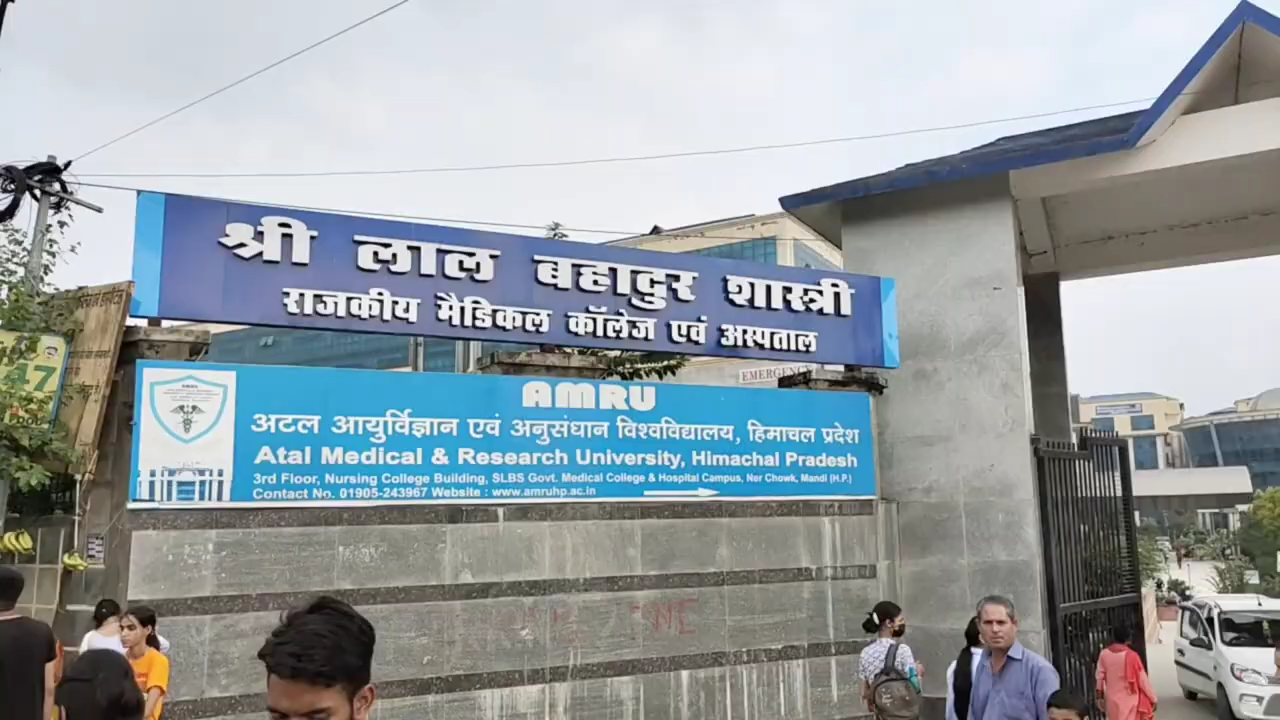 श्री लाल बहादुर शास्त्री
राजकीय मैडिकल कॉलेज एवं अस्पताल
EMERGENCY
AMRU
अटल आयुर्विज्ञान एवं अनुसंधान विश्वविद्यालय, हिमाचल प्रदेश
Atal Medical & Research University, Himachal Pradesh
3rd Floor, Nursing College Building, SLBS Govt. Medical College & Hospital Campus, Ner Chowk, Mandi (H.P.)
Contact No. 01905-243967 Website : www.amruhp.ac.in
47